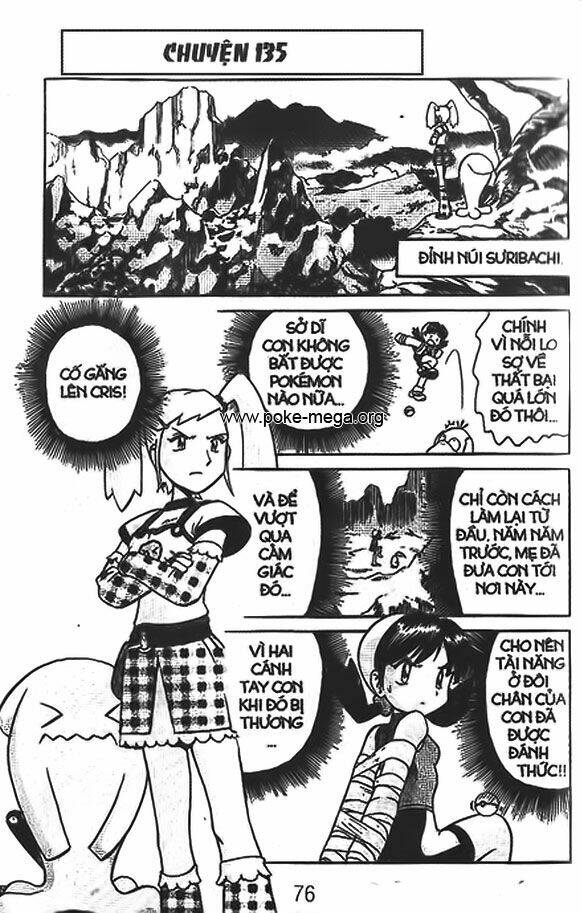 CHUYỆN 135
ĐỈNH NÚI SURIBACHI.
CHÍNH
VÌ NỖI LO
SỢ VỀ
THẤT BẠI
QUÁ LỚN
ĐÓ THÔI...
SỞ DĨ
CON KHÔNG
BẮT ĐƯỢC
POKÉMON
NÀO NỮA...
CỐ GẮNG
LÊN CRIS!
www.poke-mega.org
CHỈ CÒN CÁCH
LÀM LẠI TỪ
ĐẦU. NĂM NĂM
TRƯỚC, MẸ ĐÃ
ĐƯA CON TỚI
NƠI NÀY...
VÀ ĐỂ
VƯỢT
QUA
CẢM
GIÁC
ĐÓ...
CHO NÊN
TÀI NĂNG
Ở ĐÔI
CHÂN CỦA
CON ĐÃ
ĐƯỢC
ĐÁNH
THỨC!!
VÌ HAI
CÁNH
TAY CON
KHI ĐÓ BỊ
THƯƠNG
...
76